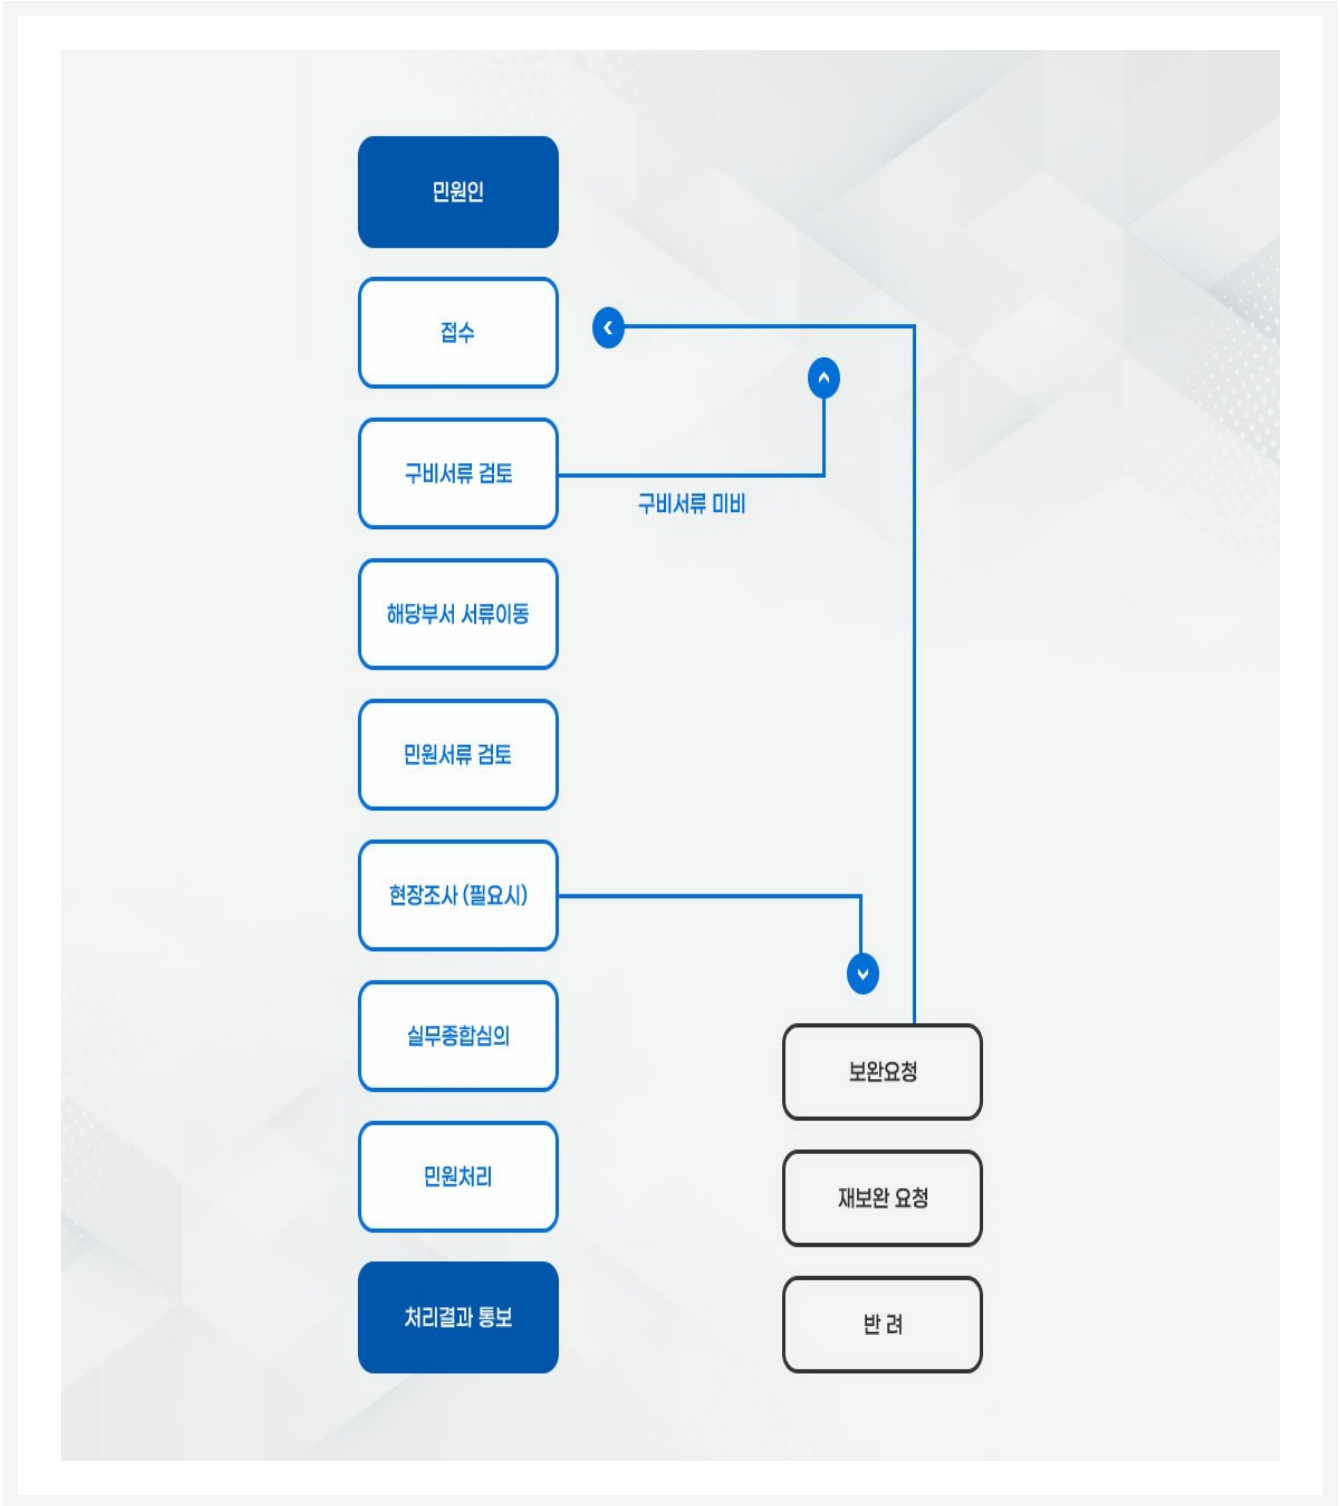 민원인
접수
구비서류 검토
구비서류 미비
해당부서 서류이동
민원서류 검토
현장조사 (필요시)
실무종합심의
민원처리
처리결과 통보
보완요청
재보완 요청
반 려